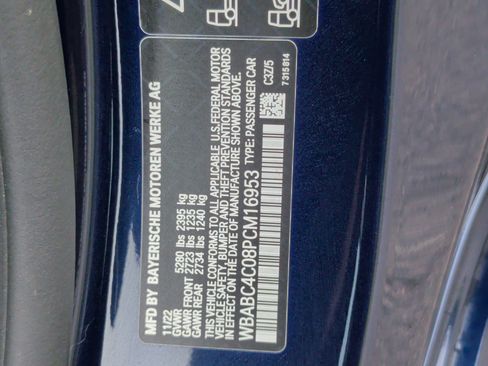 MFD BY BAYERISCHE MOTOREN WERKE AG
11/22
GVWR 5280 lbs 2395 kg
GAWR FRONT 2723 lbs 1235 kg
GAWR REAR 2734 lbs 1240 kg
THIS VEHICLE CONFORMS TO ALL APPLICABLE U.S. FEDERAL MOTOR
VEHICLE SAFETY, BUMPER AND THEFT PREVENTION STANDARDS
IN EFFECT ON THE DATE OF MANUFACTURE SHOWN ABOVE.
WBABC4C08PCM16953 TYPE: PASSENGER CAR
C3Z/5
7315814